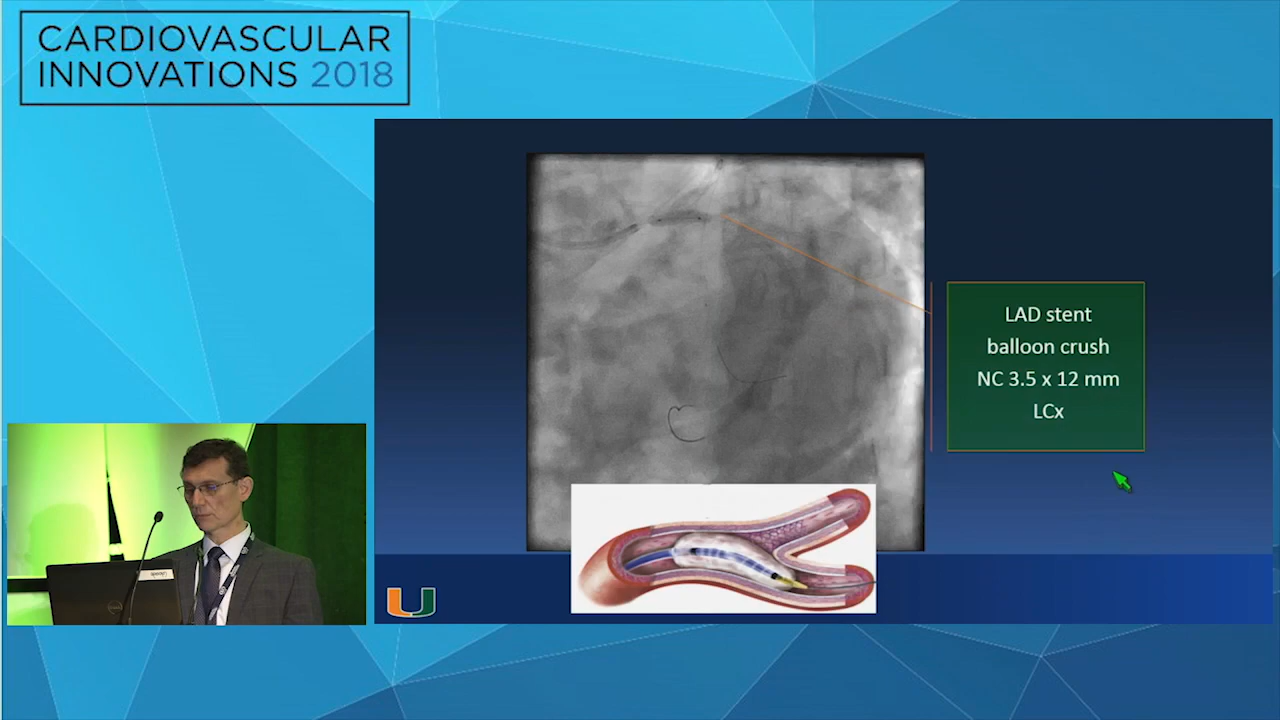 CARDIOVASCULAR
INNOVATIONS 2018
LAD stent
balloon crush
NC 3.5 x 12 mm
LCx
U